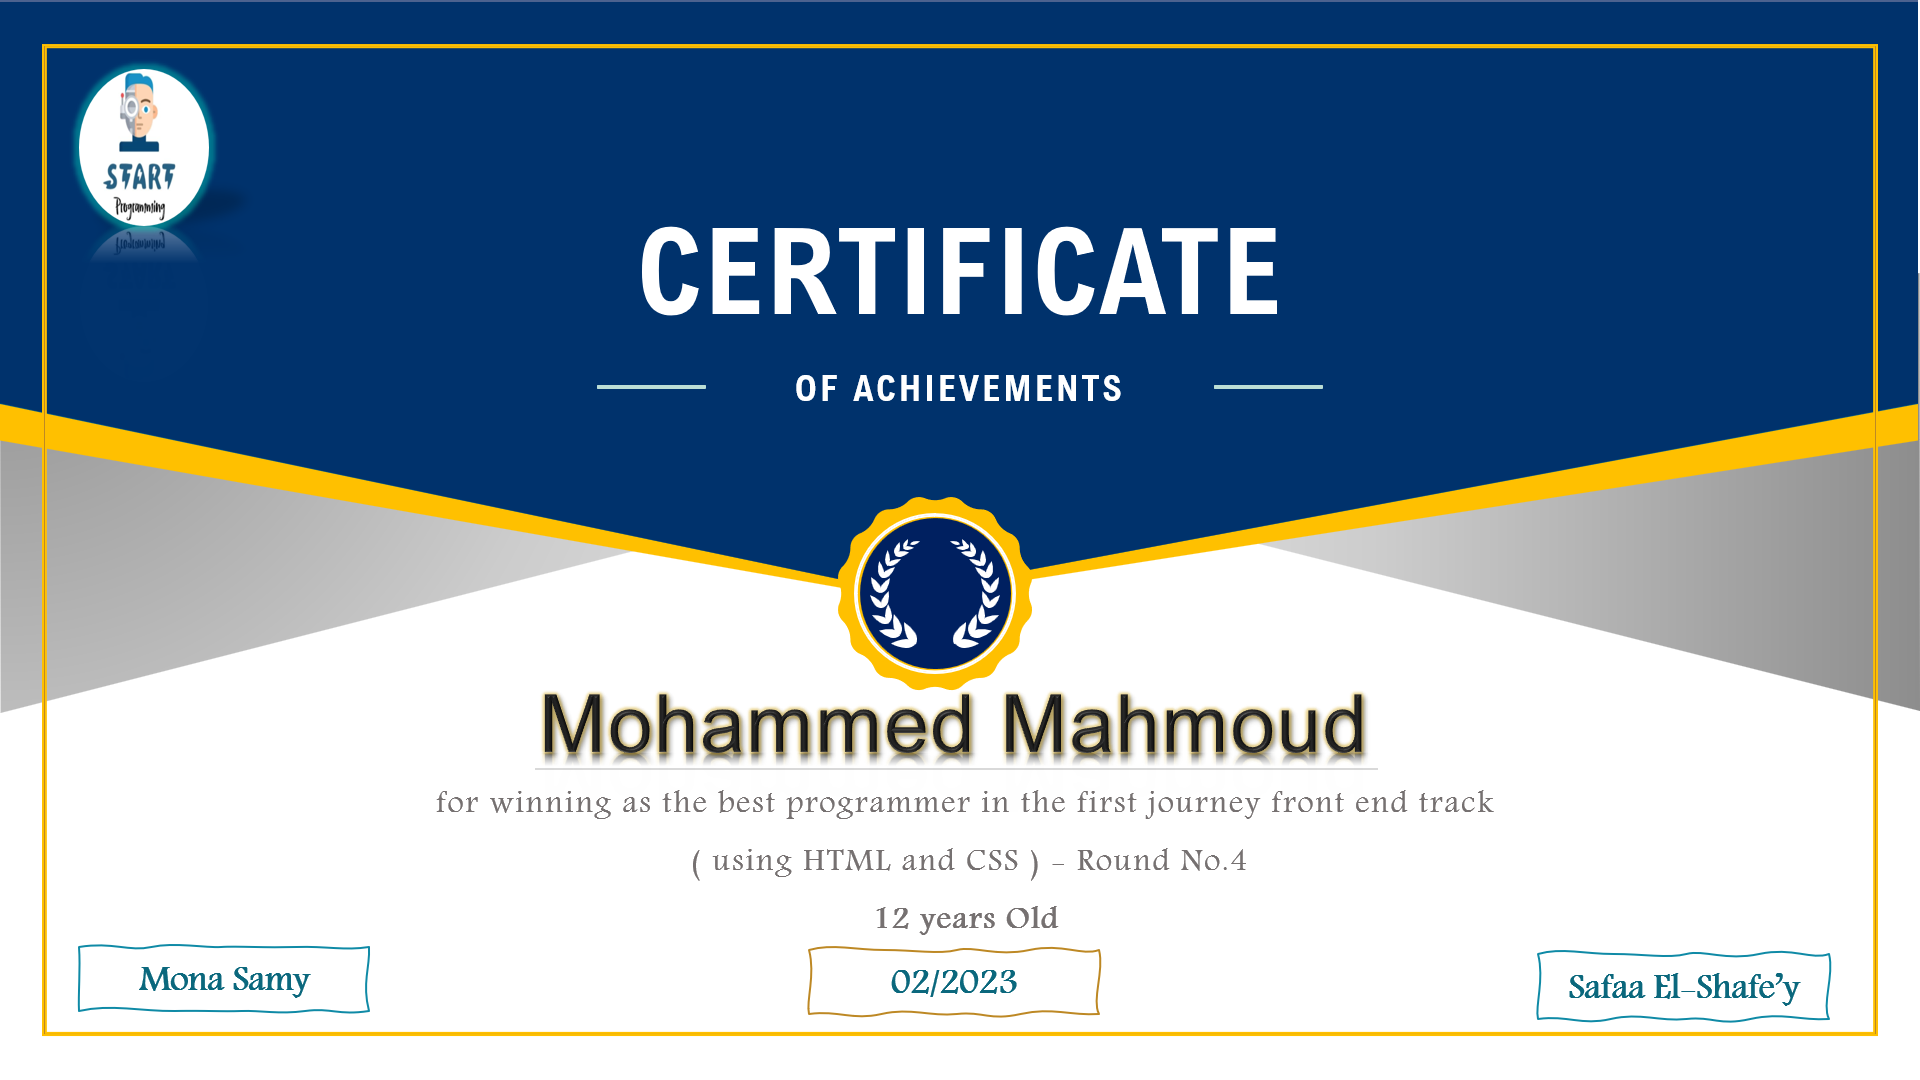 START
Programming
CERTIFICATE
OF ACHIEVEMENTS
Mohammed Mahmoud
for winning as the best programmer in the first journey front end track
( using HTML and CSS ) - Round No.4
12 years Old
Mona Samy
02/2023
Safaa El-Shafe’y